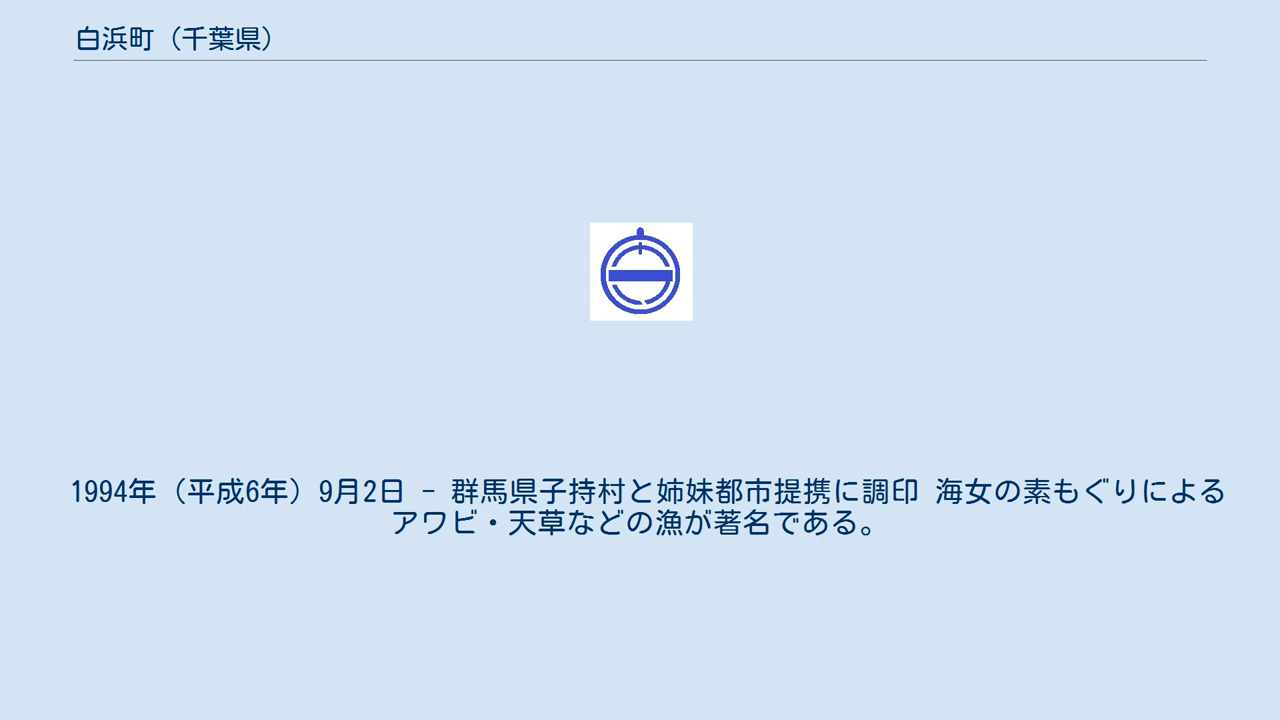 白浜町（千葉県）
1994年（平成6年）9月2日 - 群馬県子持村と姉妹都市提携に調印 海女の素もぐりによる
アワビ・天草などの漁が著名である。